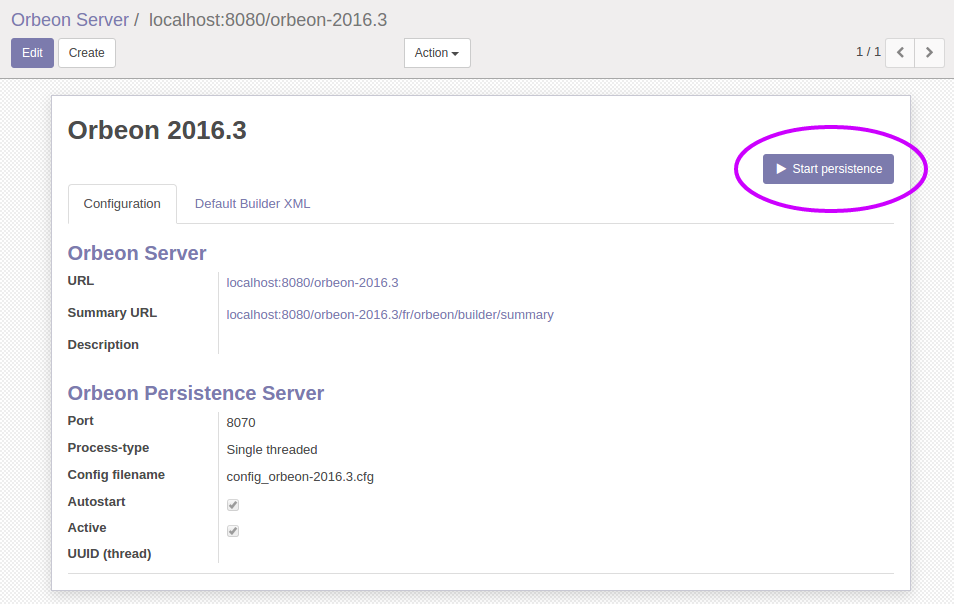 Orbeon Server / localhost:8080/orbeon-2016.3
Edit Create Action 1 / 1
Orbeon 2016.3
Start persistence
Configuration Default Builder XML
Orbeon Server
URL localhost:8080/orbeon-2016.3
Summary URL localhost:8080/orbeon-2016.3/fr/orbeon/builder/summary
Description
Orbeon Persistence Server
Port 8070
Process-type Single threaded
Config filename config_orbeon-2016.3.cfg
Autostart
Active
UUID (thread)